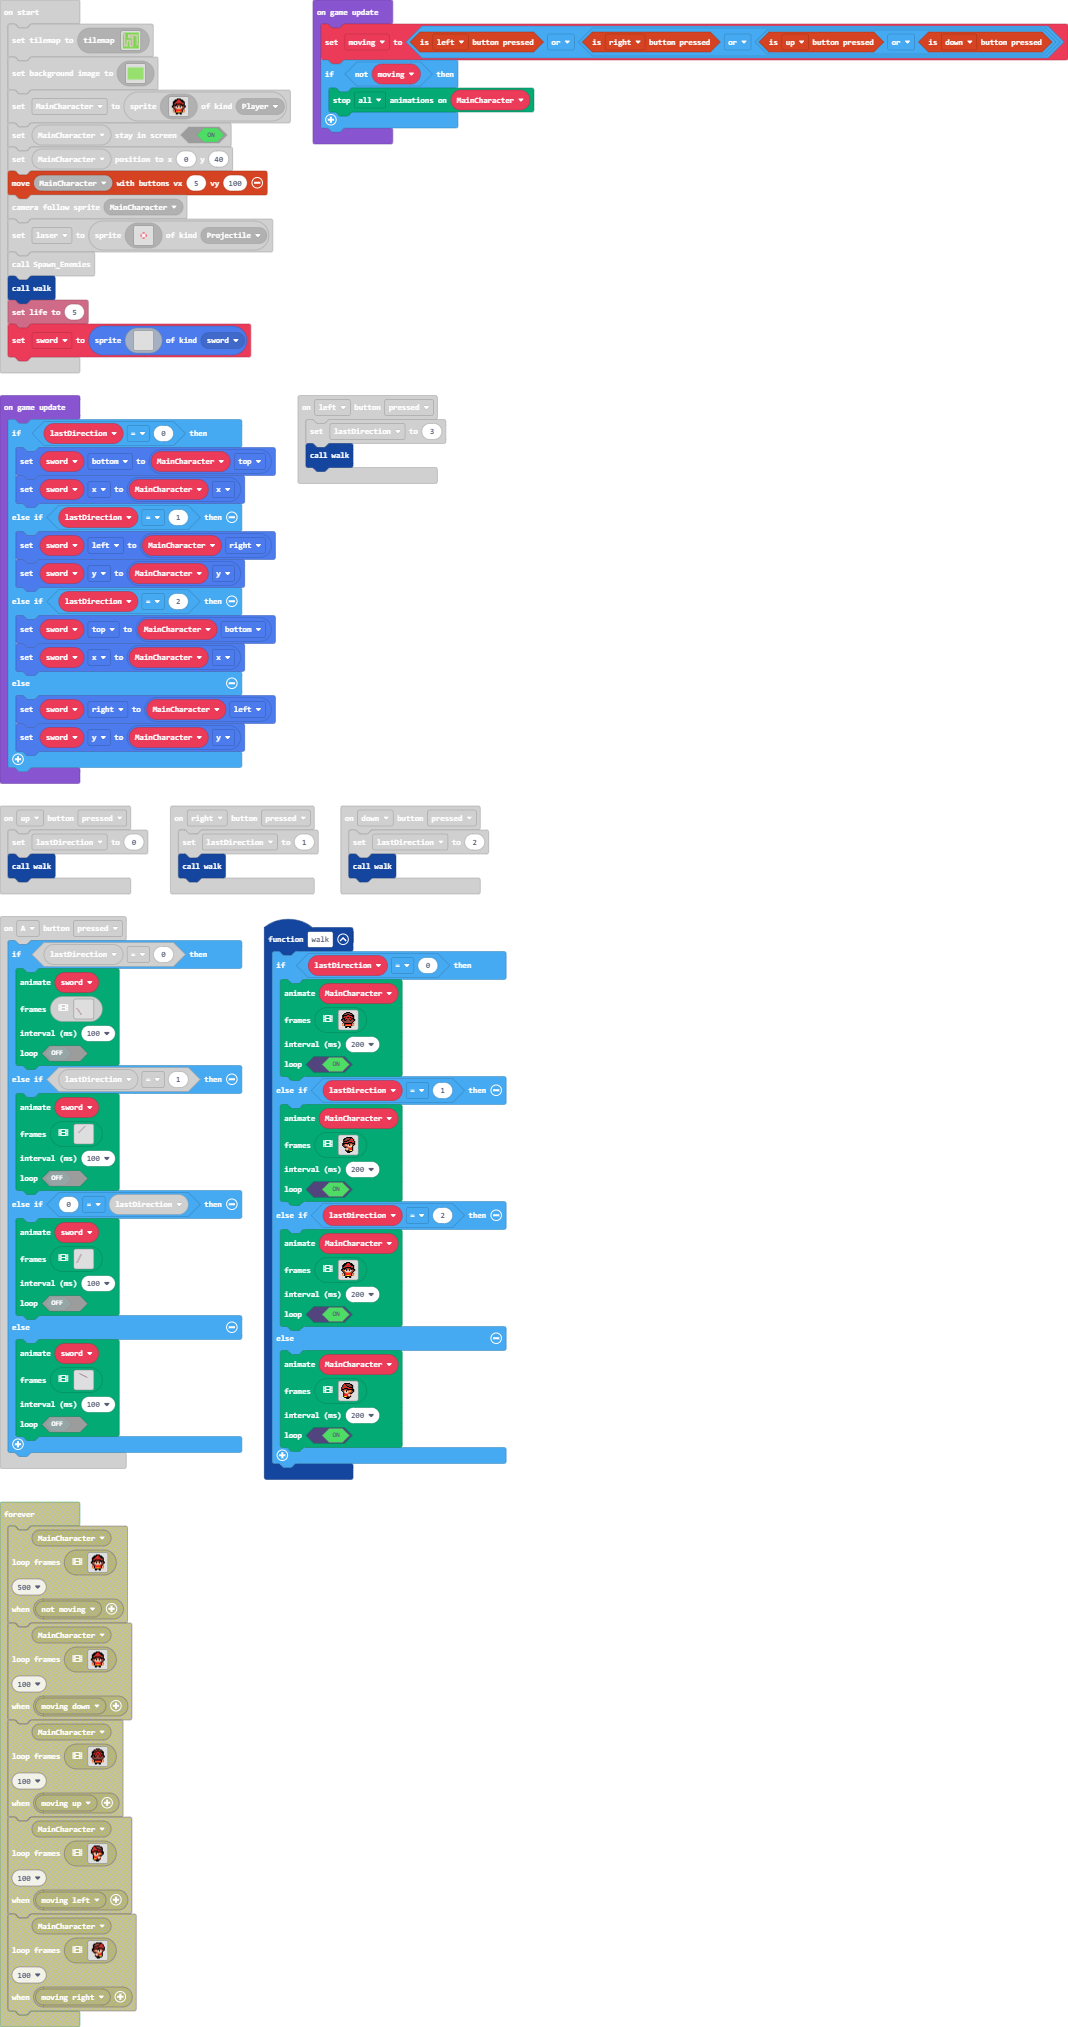 on start
set tilemap to tilemap
set background image to
set MainCharacter to sprite of kind Player
set MainCharacter stay in screen ON
set MainCharacter position to x 0 y 40
move MainCharacter with buttons vx 5 vy 100
camera follow sprite MainCharacter
set laser to sprite of kind Projectile
call Spawn_Enemies
call walk
set life to 5
set sword to sprite of kind sword
on game update
set moving to is left button pressed or is right button pressed or is up button pressed or is down button pressed
if not moving then
stop all animations on MainCharacter
on game update
if lastDirection = 0 then
set sword bottom to MainCharacter top
set sword x to MainCharacter x
else if lastDirection = 1 then
set sword left to MainCharacter right
set sword y to MainCharacter y
else if lastDirection = 2 then
set sword top to MainCharacter bottom
set sword x to MainCharacter x
else
set sword right to MainCharacter left
set sword y to MainCharacter y
on left button pressed
set lastDirection to 3
call walk
on up button pressed
set lastDirection to 0
call walk
on right button pressed
set lastDirection to 1
call walk
on down button pressed
set lastDirection to 2
call walk
on A button pressed
if lastDirection = 0 then
animate sword
frames
interval (ms) 100
loop OFF
else if lastDirection = 1 then
animate sword
frames
interval (ms) 100
loop OFF
else if 0 = lastDirection then
animate sword
frames
interval (ms) 100
loop OFF
else
animate sword
frames
interval (ms) 100
loop OFF
function walk
if lastDirection = 0 then
animate MainCharacter
frames
interval (ms) 200
loop ON
else if lastDirection = 1 then
animate MainCharacter
frames
interval (ms) 200
loop ON
else if lastDirection = 2 then
animate MainCharacter
frames
interval (ms) 200
loop ON
else
animate MainCharacter
frames
interval (ms) 200
loop ON
forever
MainCharacter
loop frames
500
when not moving
MainCharacter
loop frames
100
when moving down
MainCharacter
loop frames
100
when moving up
MainCharacter
loop frames
100
when moving left
MainCharacter
loop frames
100
when moving right